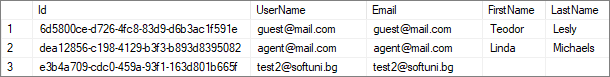 Id UserName Email FirstName LastName
1 6d5800ce-d726-4fc8-83d9-d6b3ac1f591e guest@mail.com guest@mail.com Teodor Lesly
2 dea12856-c198-4129-b3f3-b893d8395082 agent@mail.com agent@mail.com Linda Michaels
3 e3b4a709-cdc0-459a-93f1-163d801b665f test2@softuni.bg test2@softuni.bg